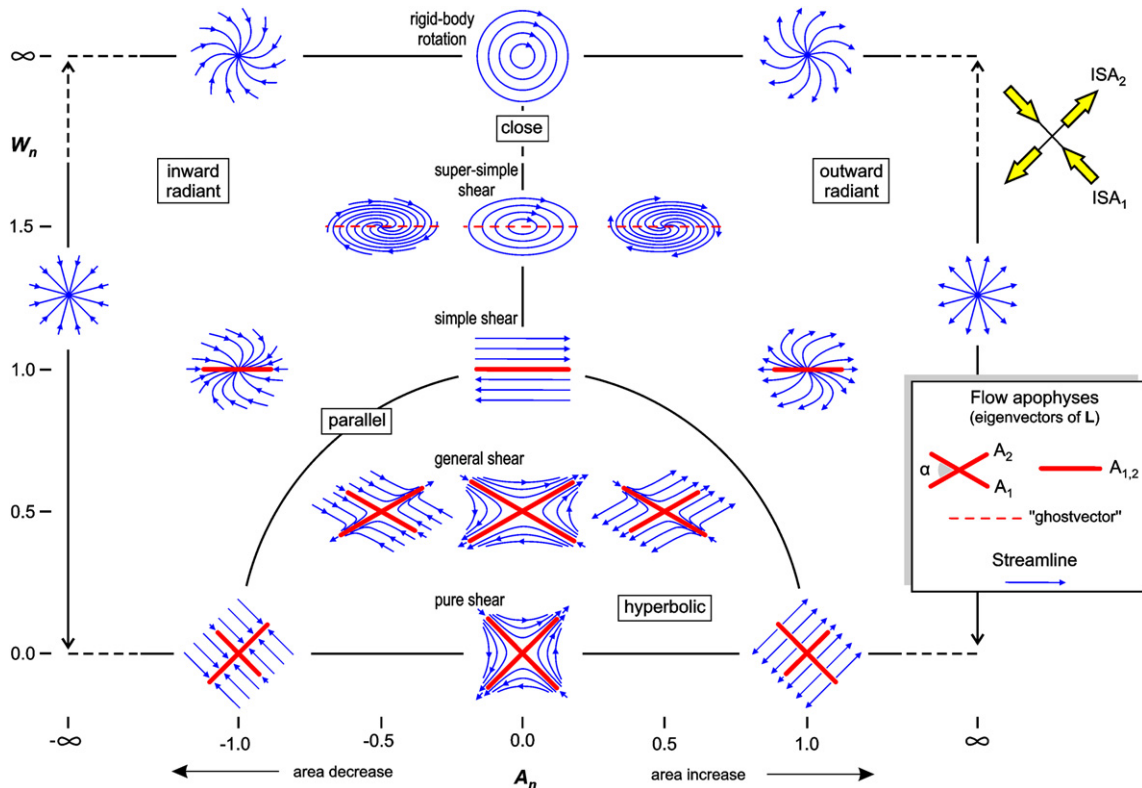 rigid-body
rotation
∞
ISA2
Wn
close
inward
radiant
super-simple
shear
outward
radiant
ISA1
1.5
simple shear
1.0
Flow apophyses
(eigenvectors of L)
parallel
α
A2
A1
A1,2
general shear
0.5
"ghostvector"
Streamline
pure shear
hyperbolic
0.0
-∞
-1.0
-0.5
0.0
0.5
1.0
∞
area decrease
An
area increase